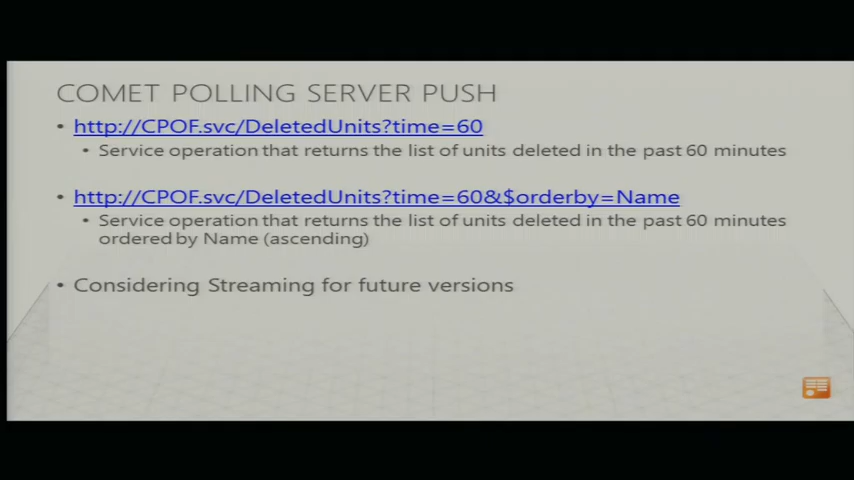 COMET POLLING SERVER PUSH
• http://CPOF.svc/DeletedUnits?time=60
• Service operation that returns the list of units deleted in the past 60 minutes
• http://CPOF.svc/DeletedUnits?time=60&$orderby=Name
• Service operation that returns the list of units deleted in the past 60 minutes
ordered by Name (ascending)
• Considering Streaming for future versions